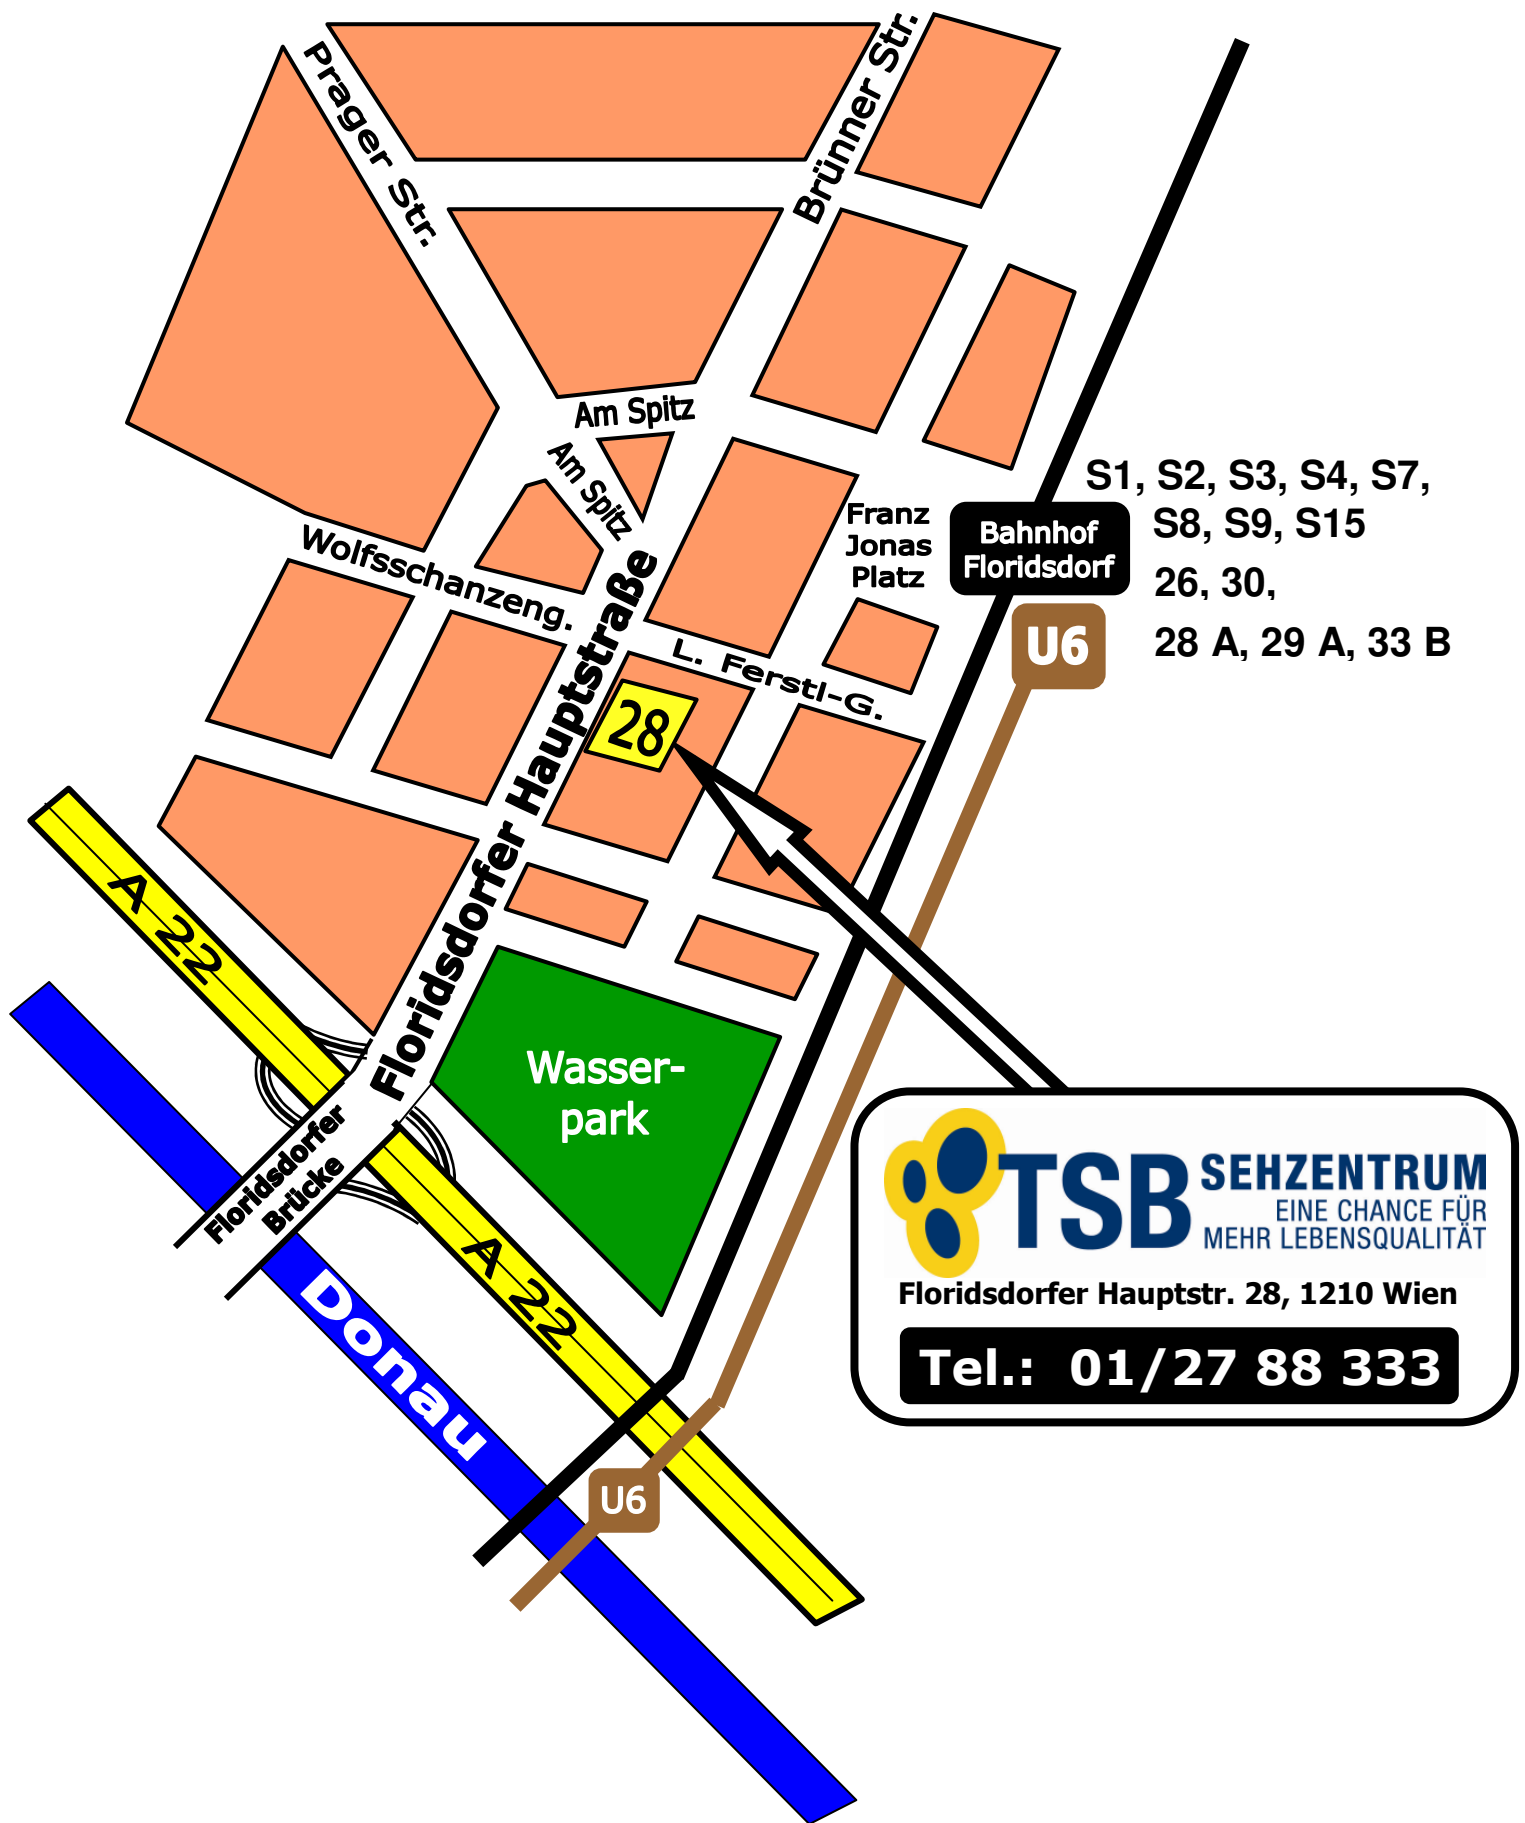 Prager Str.
Brünner Str.
Am Spitz
Am Spitz
Wolfsschanzeng.
Franz
Jonas
Platz
Bahnhof
Floridsdorf
S1, S2, S3, S4, S7,
S8, S9, S15
26, 30,
28 A, 29 A, 33 B
U6
L. Ferstl-G.
28
Floridsdorfer Hauptstraße
A 22
Wasser-
park
Floridsdorfer
Brücke
A 22
Donau
U6
TSB
SEHZENTRUM
EINE CHANCE FÜR
MEHR LEBENSQUALITÄT
Floridsdorfer Hauptstr. 28, 1210 Wien
Tel.: 01/27 88 333